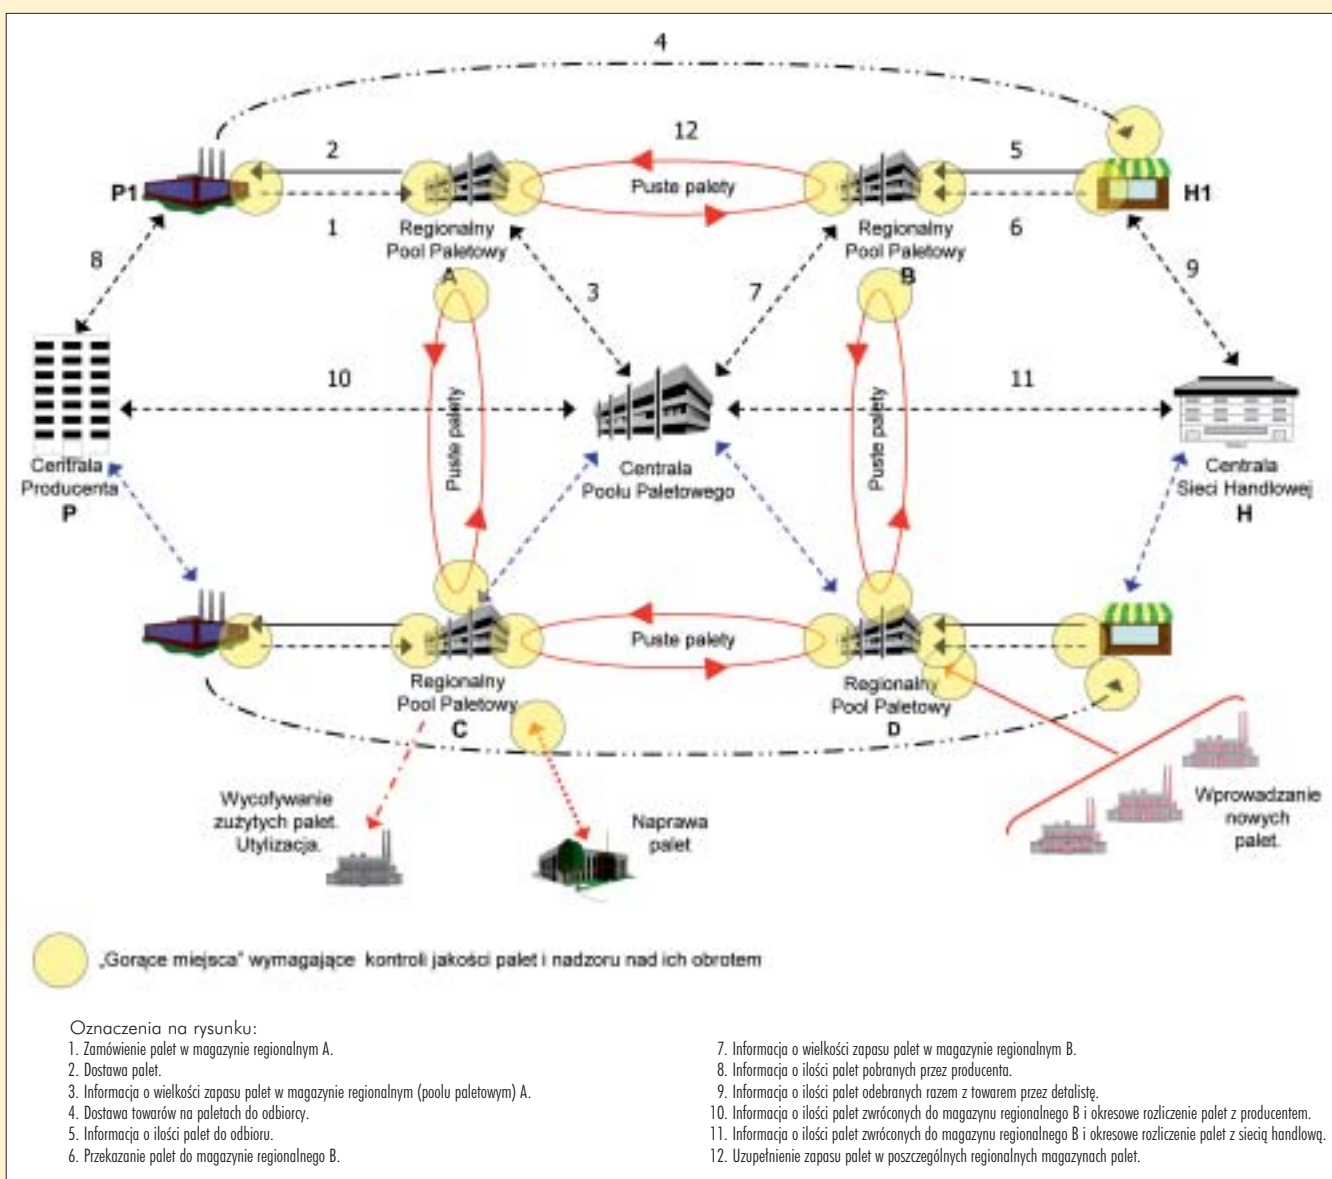 4
2
12
5
P1
Puste palety
H1
1
6
Regionalny
Pool Paletowy
A
Regionalny
Pool Paletowy
B
8
3
7
9
10
11
Puste palety
Puste palety
Centrala
Producenta
P
Centrala
Poolu Paletowego
Centrala
Sieci Handlowej
H
Puste palety
Regionalny
Pool Paletowy
C
Regionalny
Pool Paletowy
D
Wycofywanie
zużytych palet.
Utylizacja.
Naprawa
palet
Wprowadzanie
nowych
palet.
„Gorące miejsca" wymagające kontroli jakości palet i nadzoru nad ich obrotem
Oznaczenia na rysunku:
1. Zamówienie palet w magazynie regionalnym A.
2. Dostawa palet.
3. Informacja o wielkości zapasu palet w magazynie regionalnym (poolu paletowym) A.
4. Dostawa towarów na paletach do odbiorcy.
5. Informacja o ilości palet do odbioru.
6. Przekazanie palet do magazynie regionalnego B.
7. Informacja o wielkości zapasu palet w magazynie regionalnym B.
8. Informacja o ilości palet pobranych przez producenta.
9. Informacja o ilości palet odebranych razem z towarem przez detalistę.
10. Informacja o ilości palet zwróconych do magazynu regionalnego B i okresowe rozliczenie palet z producentem.
11. Informacja o ilości palet zwróconych do magazynu regionalnego B i okresowe rozliczenie palet z siecią handlową.
12. Uzupełnienie zapasu palet w poszczególnych regionalnych magazynach palet.